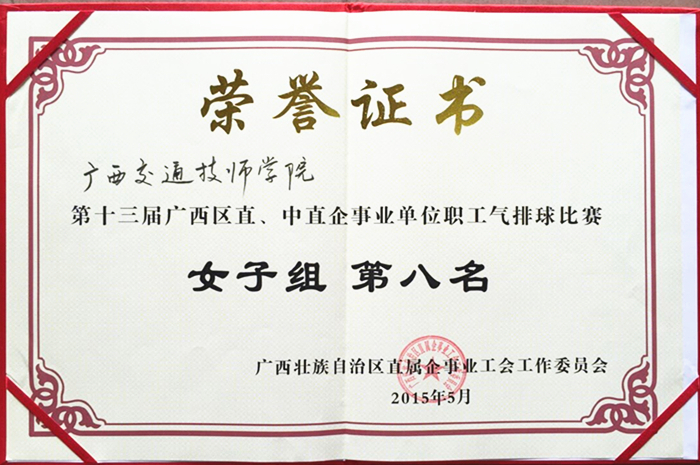 荣誉证书
广西交通技师学院
第十三届广西区直、中直企事业单位职工气排球比赛
女子组 第八名
广西壮族自治区直属企事业工会工作委员会
2015年5月